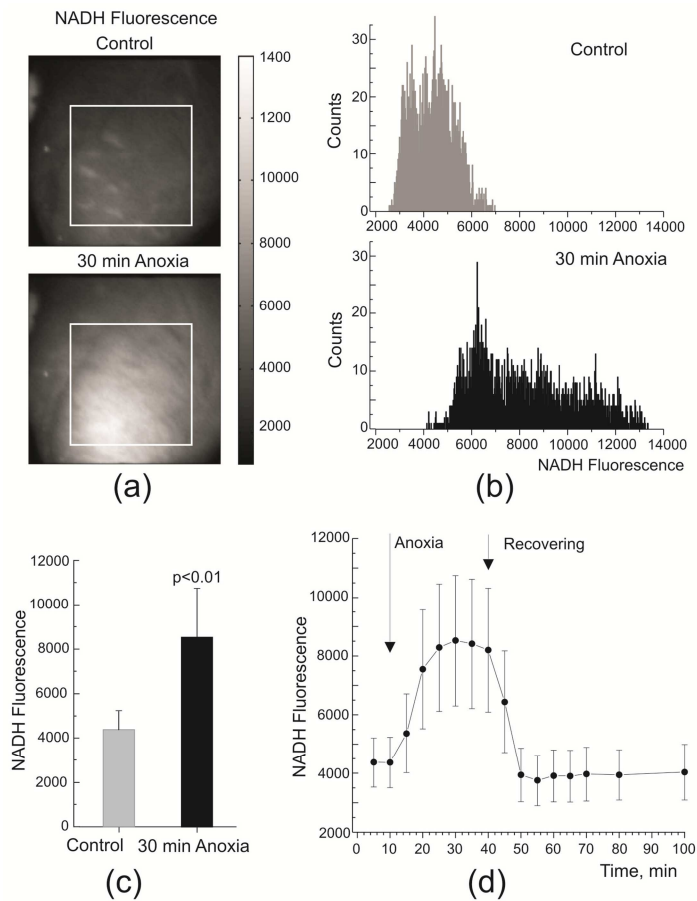 NADH Fluorescence
Control
1400
1200
10000
8000
6000
4000
2000
30 min Anoxia
(a)
Control
Counts
30
20
10
0
2000 4000 6000 8000 10000 12000 14000
30 min Anoxia
Counts
30
20
10
0
2000 4000 6000 8000 10000 12000 14000
NADH Fluorescence
(b)
NADH Fluorescence
12000
10000
8000
6000
4000
2000
0
p<0.01
Control 30 min Anoxia
(c)
NADH Fluorescence
12000
10000
8000
6000
4000
2000
Anoxia
Recovering
0 10 20 30 40 50 60 70 80 90 100
Time, min
(d)